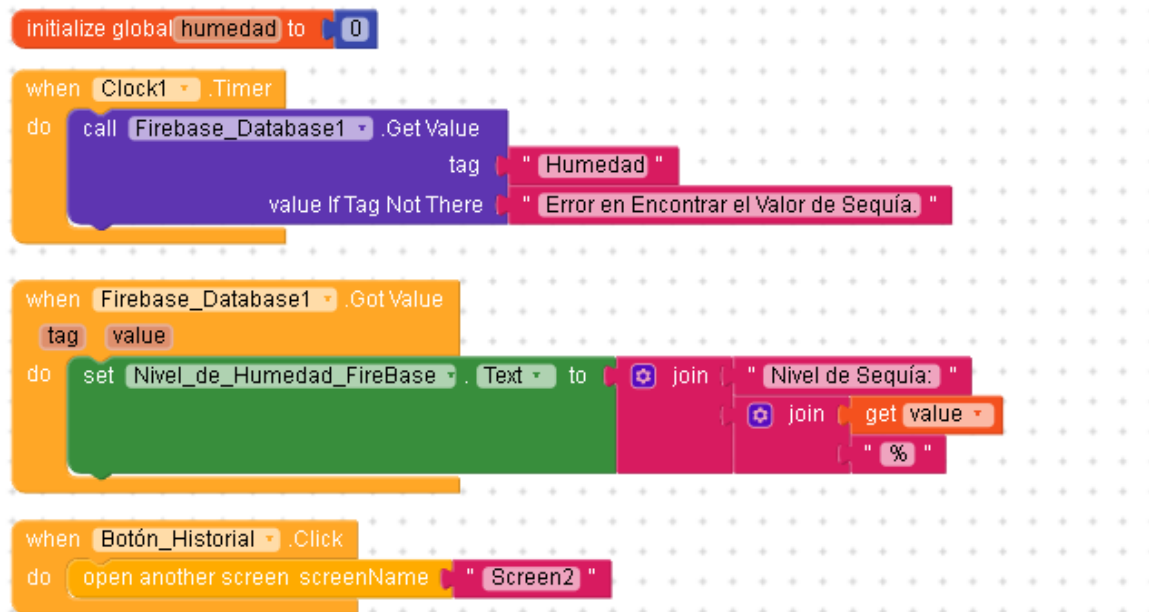 initialize global humedad to 0
when Clock1 .Timer
do call Firebase_Database1 .Get Value
tag " Humedad "
value If Tag Not There " Error en Encontrar el Valor de Sequía. "
when Firebase_Database1 .Got Value
tag value
do set Nivel_de_Humedad_FireBase . Text to join " Nivel de Sequía: "
join get value
" % "
when Botón_Historial .Click
do open another screen screenName " Screen2 "